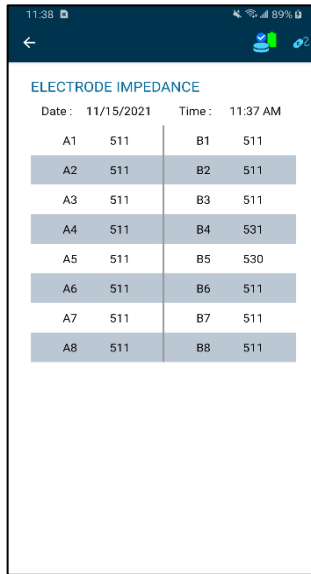 11:38 89%
2
ELECTRODE IMPEDANCE
Date : 11/15/2021 Time : 11:37 AM
A1 511 B1 511
A2 511 B2 511
A3 511 B3 511
A4 511 B4 531
A5 511 B5 530
A6 511 B6 511
A7 511 B7 511
A8 511 B8 511